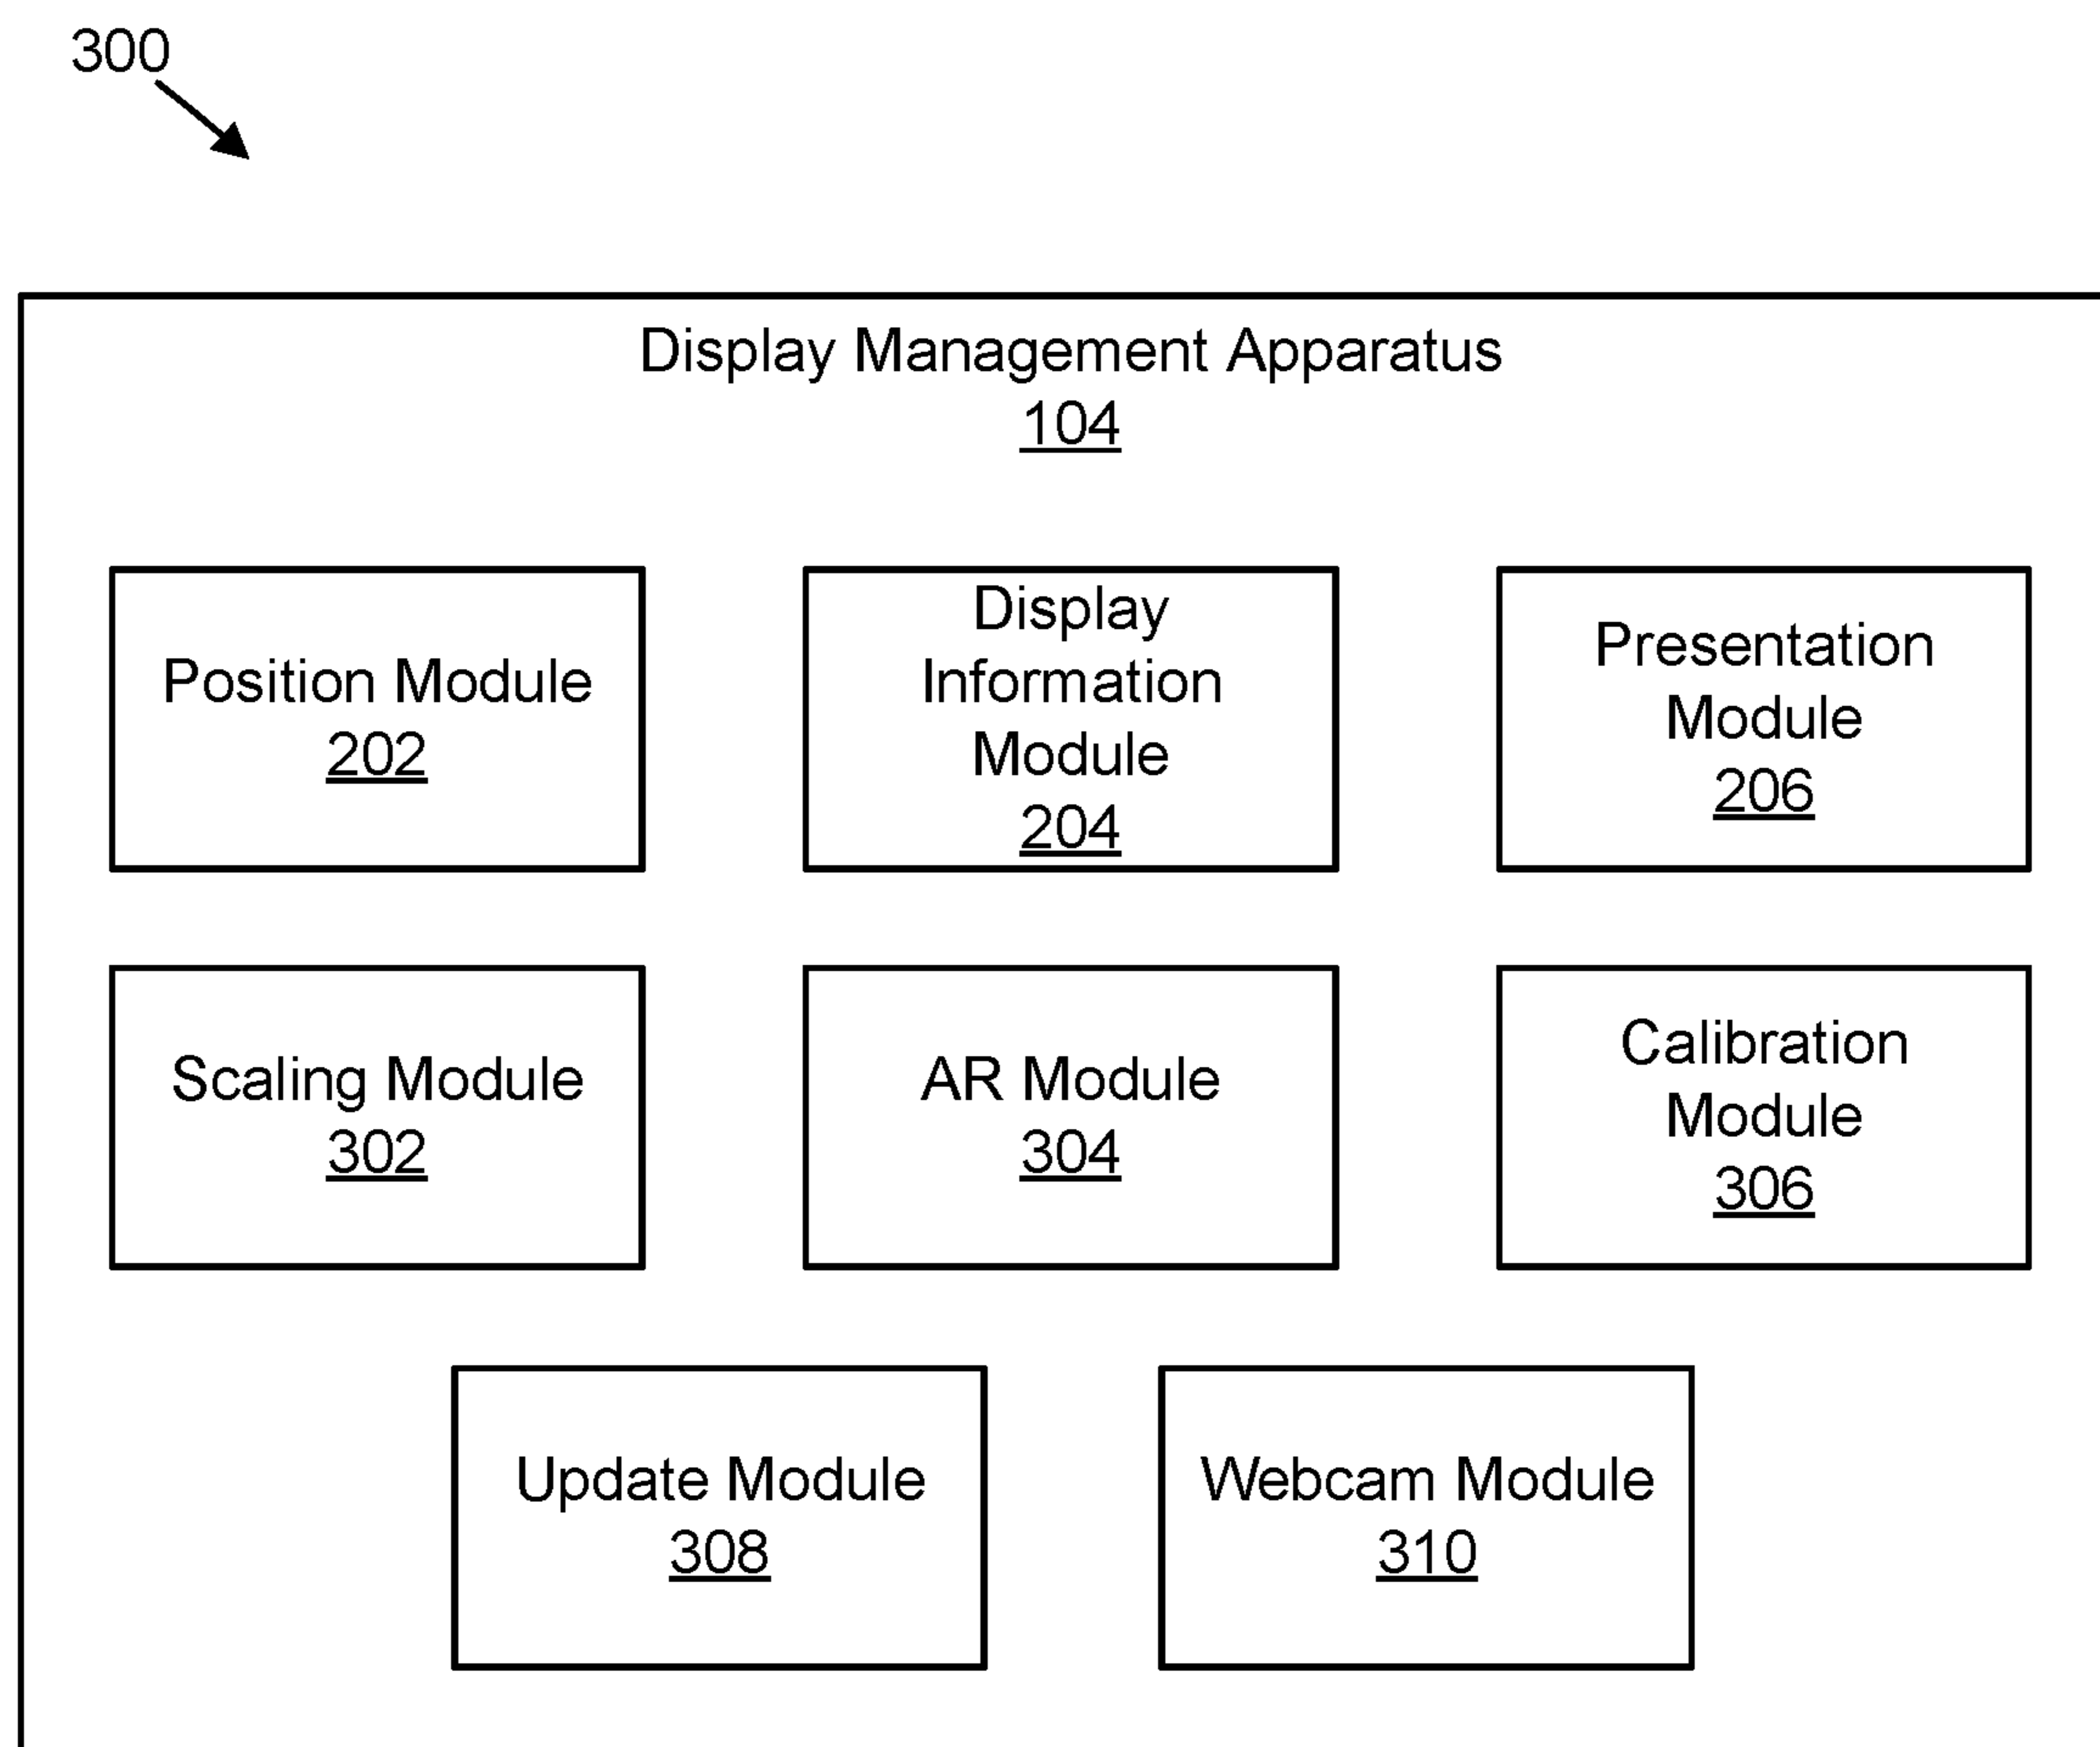 300
Display Management Apparatus
104
Position Module
202
Display
Information
Module
204
Presentation
Module
206
Scaling Module
302
AR Module
304
Calibration
Module
306
Update Module
308
Webcam Module
310